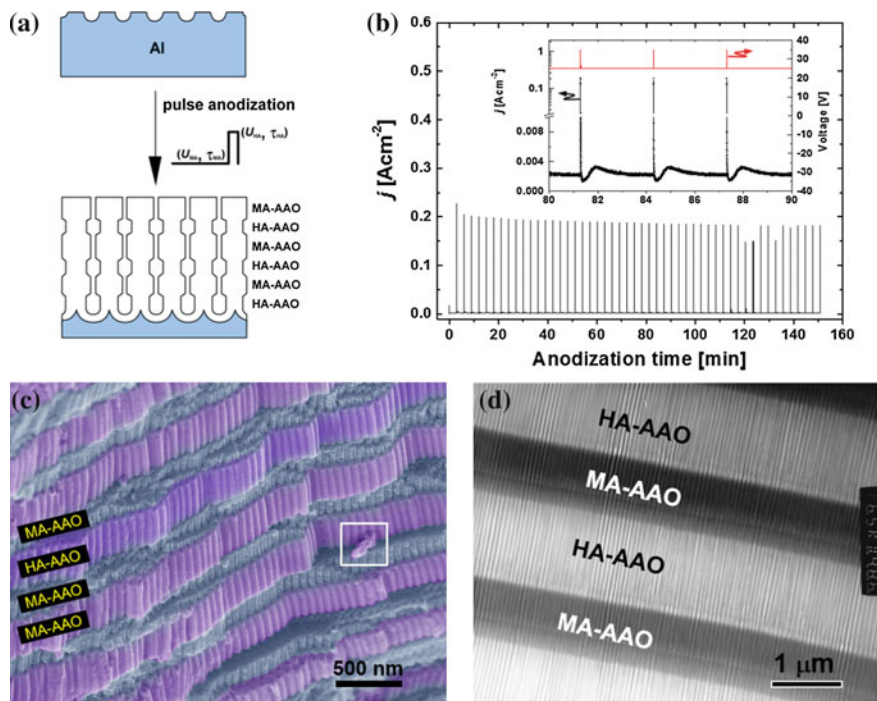 (a)
Al
pulse anodization
(U_HA, τ_HA)
(U_MA, τ_MA)
MA-AAO
HA-AAO
MA-AAO
HA-AAO
MA-AAO
HA-AAO
(b)
j [Acm⁻²]
0.6
0.5
0.4
0.3
0.2
0.1
0.0
0 20 40 60 80 100 120 140 160
Anodization time [min]
j [Acm⁻²]
1
0.1
0.008
0.004
0.000
80 82 84 86 88 90
40
30
20
10
0
-10
-20
-30
-40
Voltage [V]
(c)
MA-AAO
HA-AAO
MA-AAO
MA-AAO
500 nm
(d)
HA-AAO
MA-AAO
HA-AAO
MA-AAO
1 μm